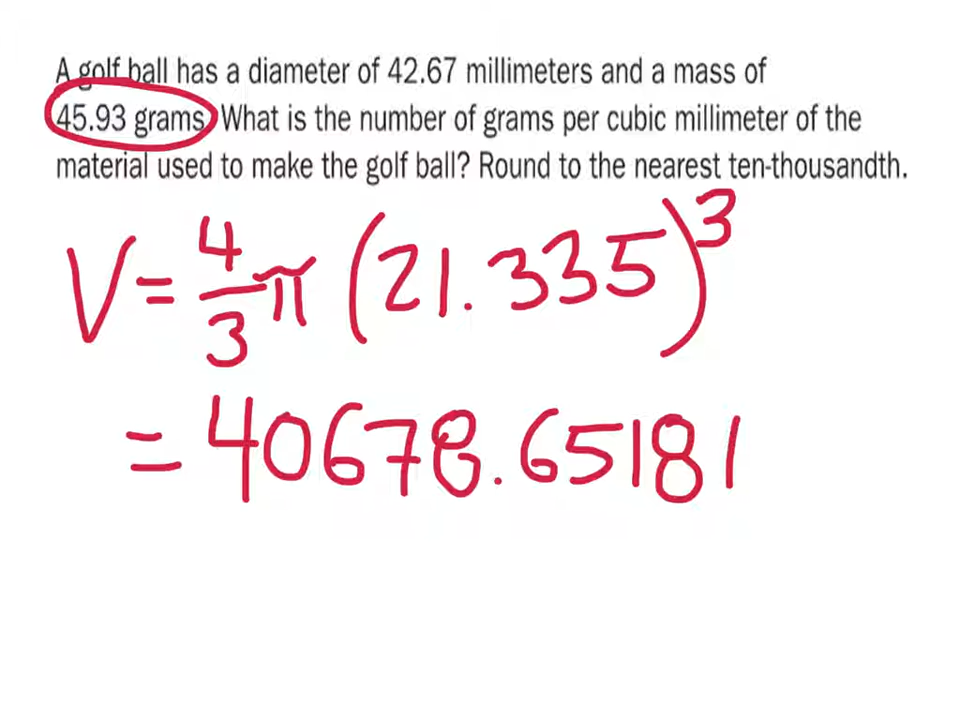 A golf ball has a diameter of 42.67 millimeters and a mass of
45.93 grams. What is the number of grams per cubic millimeter of the
material used to make the golf ball? Round to the nearest ten-thousandth.
V = 4/3 π (21.335)³
= 40678.65181